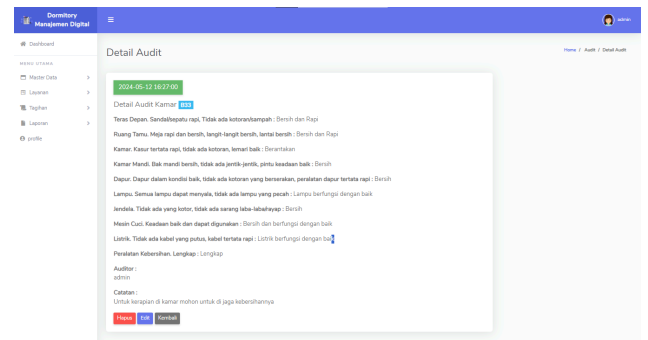 Dormitory
Manajemen Digital
admin
Dashboard
MENU UTAMA
Master Data
Layanan
Tagihan
Laporan
profile
Detail Audit
Home / Audit / Detail Audit
2024-05-12 16:27:00
Detail Audit Kamar 833
Teras Depan. Sandal/sepatu rapi, Tidak ada kotoran/sampah : Bersih dan Rapi
Ruang Tamu. Meja rapi dan bersih, langit-langit bersih, lantai bersih : Bersih dan Rapi
Kamar. Kasur tertata rapi, tidak ada kotoran, lemari baik : Berantakan
Kamar Mandi. Bak mandi bersih, tidak ada jentik-jentik, pintu keadaan baik : Bersih
Dapur. Dapur dalam kondisi baik, tidak ada kotoran yang berserakan, peralatan dapur tertata rapi : Bersih
Lampu. Semua lampu dapat menyala, tidak ada lampu yang pecah : Lampu berfungsi dengan baik
Jendela. Tidak ada yang kotor, tidak ada sarang laba-laba/rayap : Bersih
Mesin Cuci. Keadaan baik dan dapat digunakan : Bersih dan berfungsi dengan baik
Listrik. Tidak ada kabel yang putus, kabel tertata rapi : Listrik berfungsi dengan baik
Peralatan Kebersihan. Lengkap : Lengkap
Auditor :
admin
Catatan :
Untuk kerapian di kamar mohon untuk di jaga kebersihannya
Hapus Edit Kembali